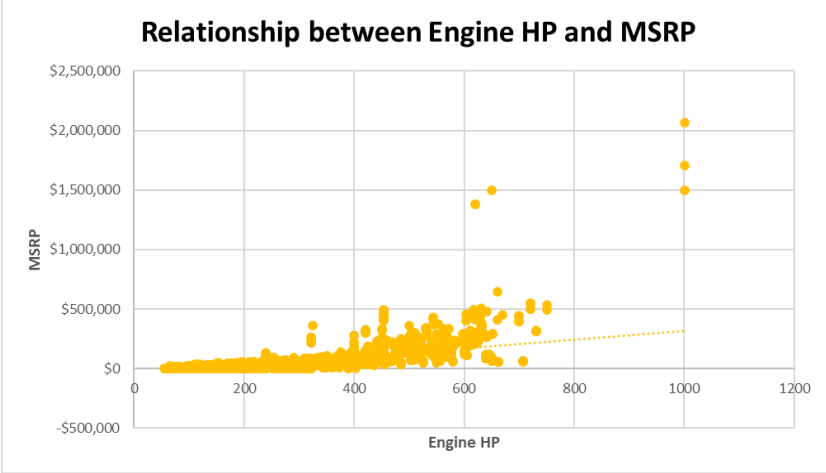 Relationship between Engine HP and MSRP
$2,500,000
$2,000,000
$1,500,000
$1,000,000
$500,000
$0
-$500,000
0 200 400 600 800 1000 1200
MSRP
Engine HP